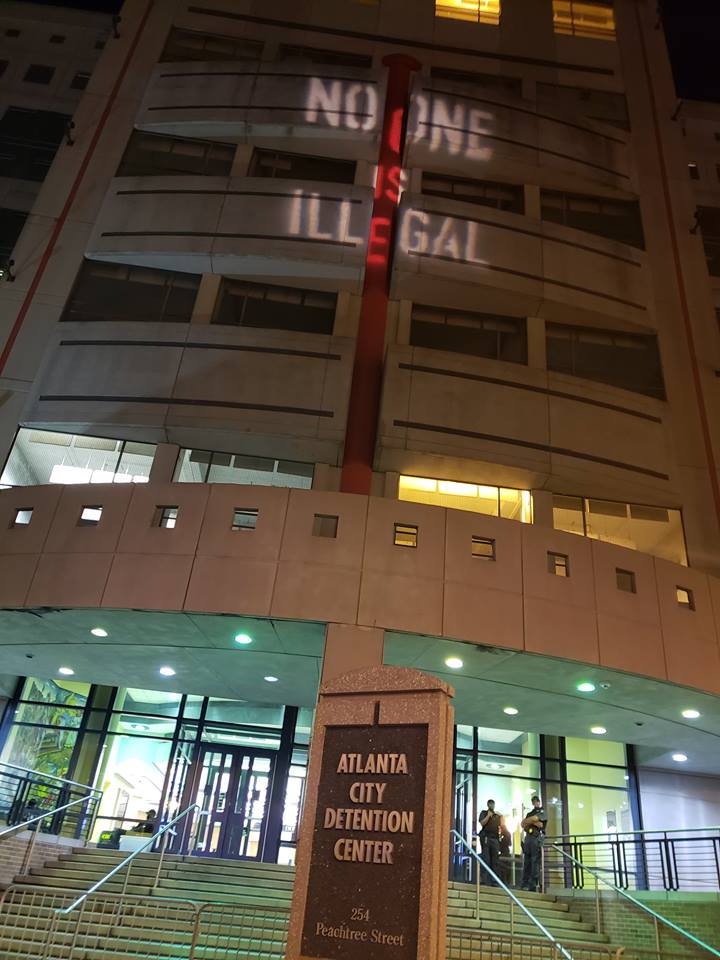 NO ONE
IS
ILLEGAL
ATLANTA
CITY
DETENTION
CENTER
254
Peachtree Street